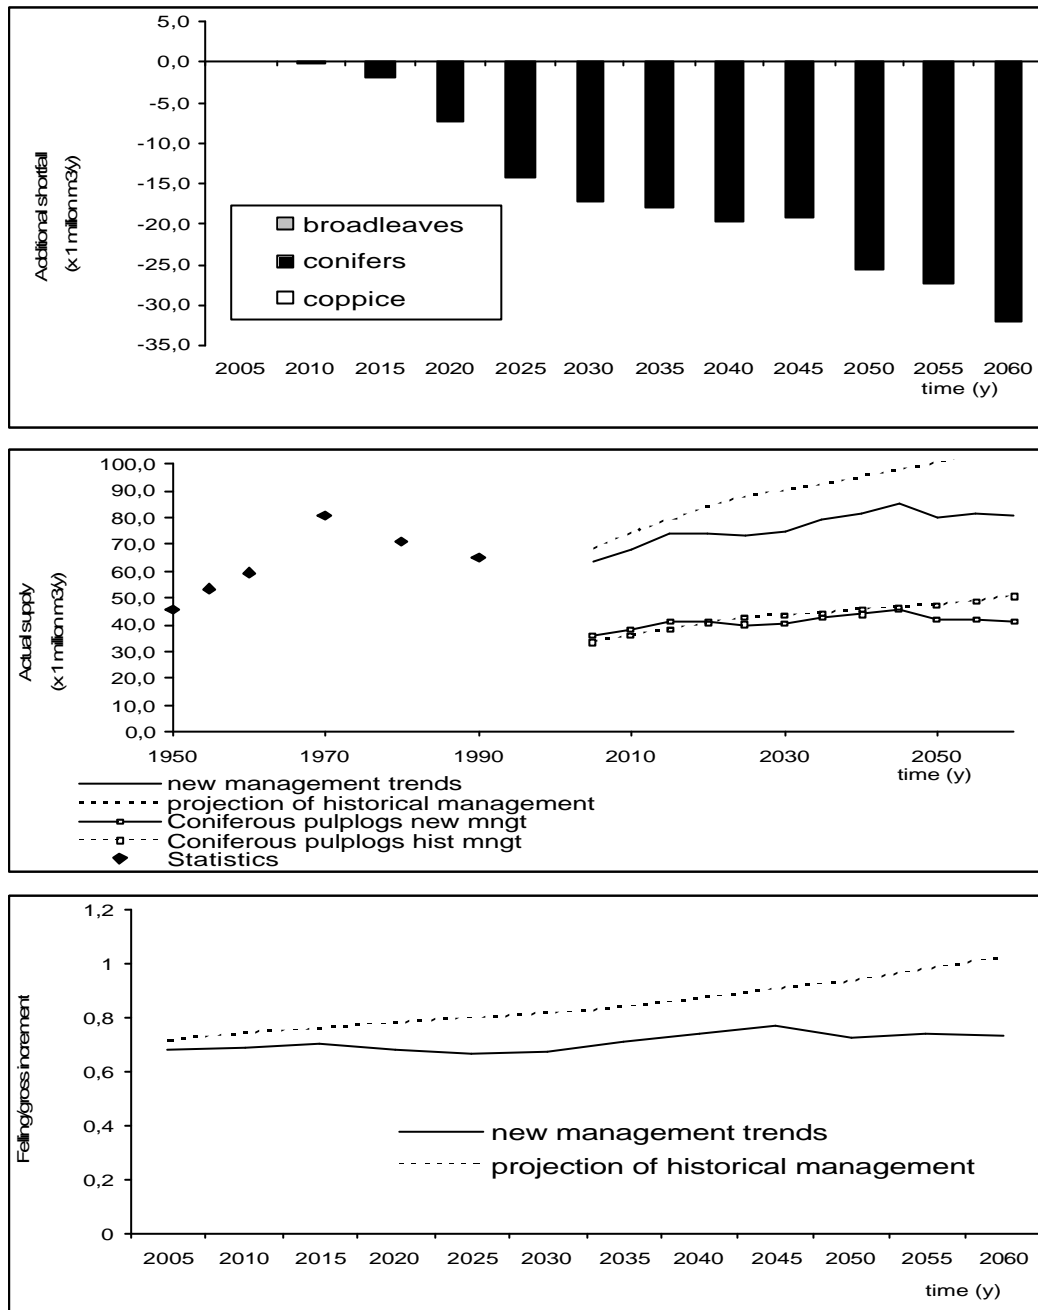 5,0
0,0
-5,0
-10,0
-15,0
-20,0
-25,0
-30,0
-35,0
Additional shortfall
(x 1 million m3/y)
broadleaves
conifers
coppice
2005 2010 2015 2020 2025 2030 2035 2040 2045 2050 2055 2060
time (y)
100,0
90,0
80,0
70,0
60,0
50,0
40,0
30,0
20,0
10,0
0,0
Actual supply
(x 1 million m3/y)
1950 1970 1990 2010 2030 2050
time (y)
new management trends
projection of historical management
Coniferous pulplogs new mngt
Coniferous pulplogs hist mngt
Statistics
1,2
1
0,8
0,6
0,4
0,2
0
Felling/gross increment
new management trends
projection of historical management
2005 2010 2015 2020 2025 2030 2035 2040 2045 2050 2055 2060
time (y)